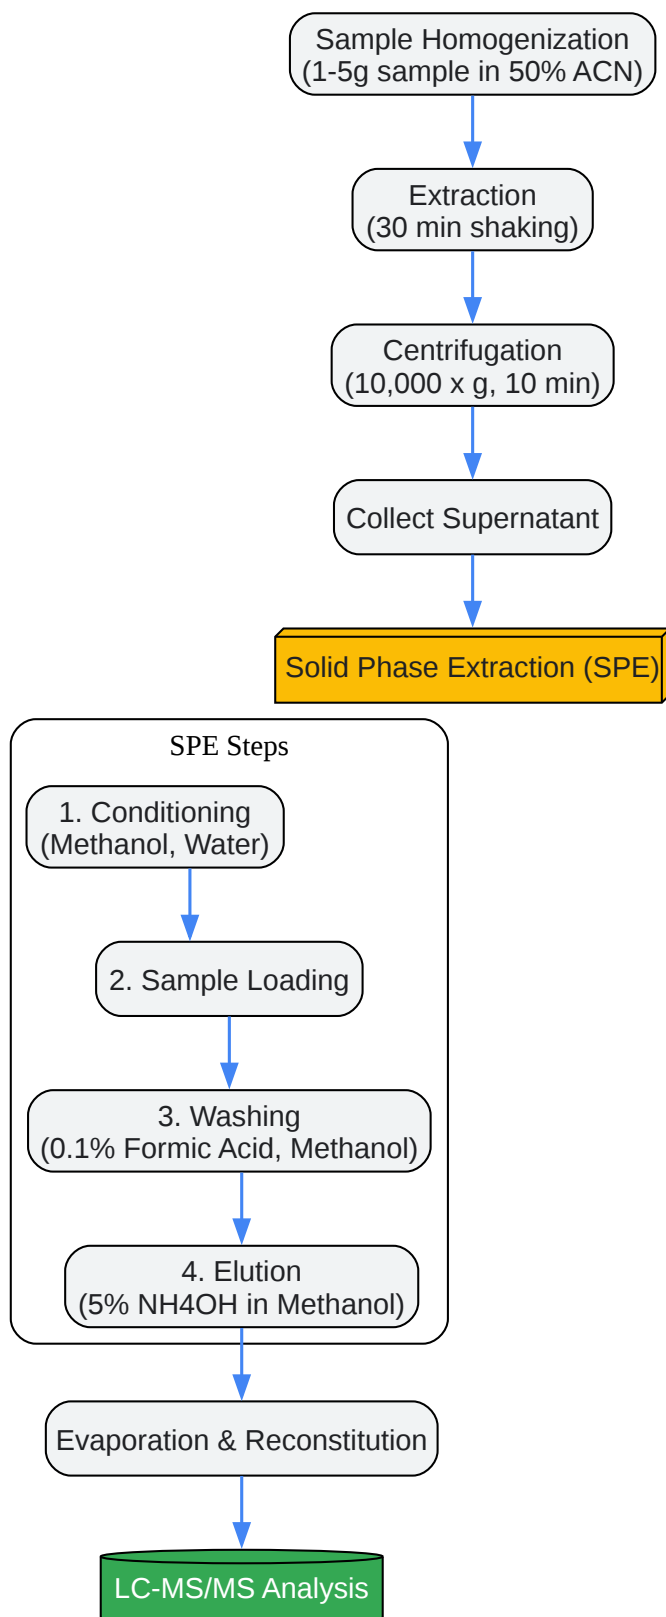 Sample Homogenization
(1-5g sample in 50% ACN)
Extraction
(30 min shaking)
Centrifugation
(10,000 x g, 10 min)
Collect Supernatant
Solid Phase Extraction (SPE)
SPE Steps
1. Conditioning
(Methanol, Water)
2. Sample Loading
3. Washing
(0.1% Formic Acid, Methanol)
4. Elution
(5% NH4OH in Methanol)
Evaporation & Reconstitution
LC-MS/MS Analysis